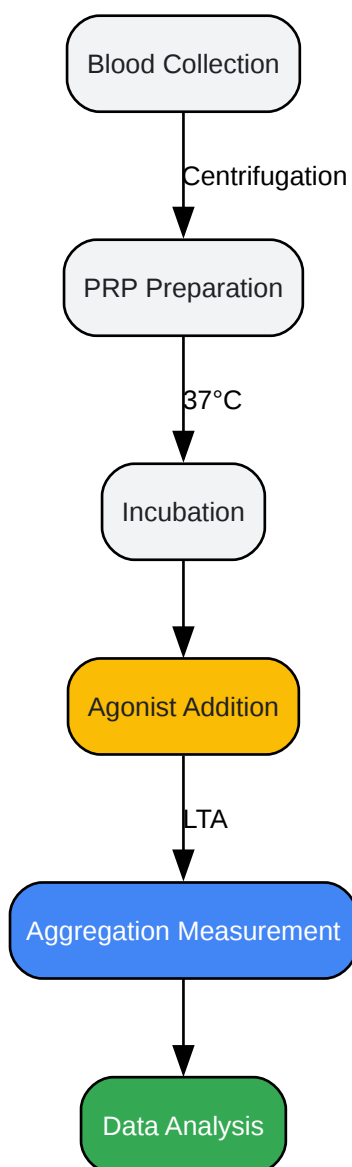 Blood Collection
Centrifugation
PRP Preparation
37°C
Incubation
Agonist Addition
LTA
Aggregation Measurement
Data Analysis